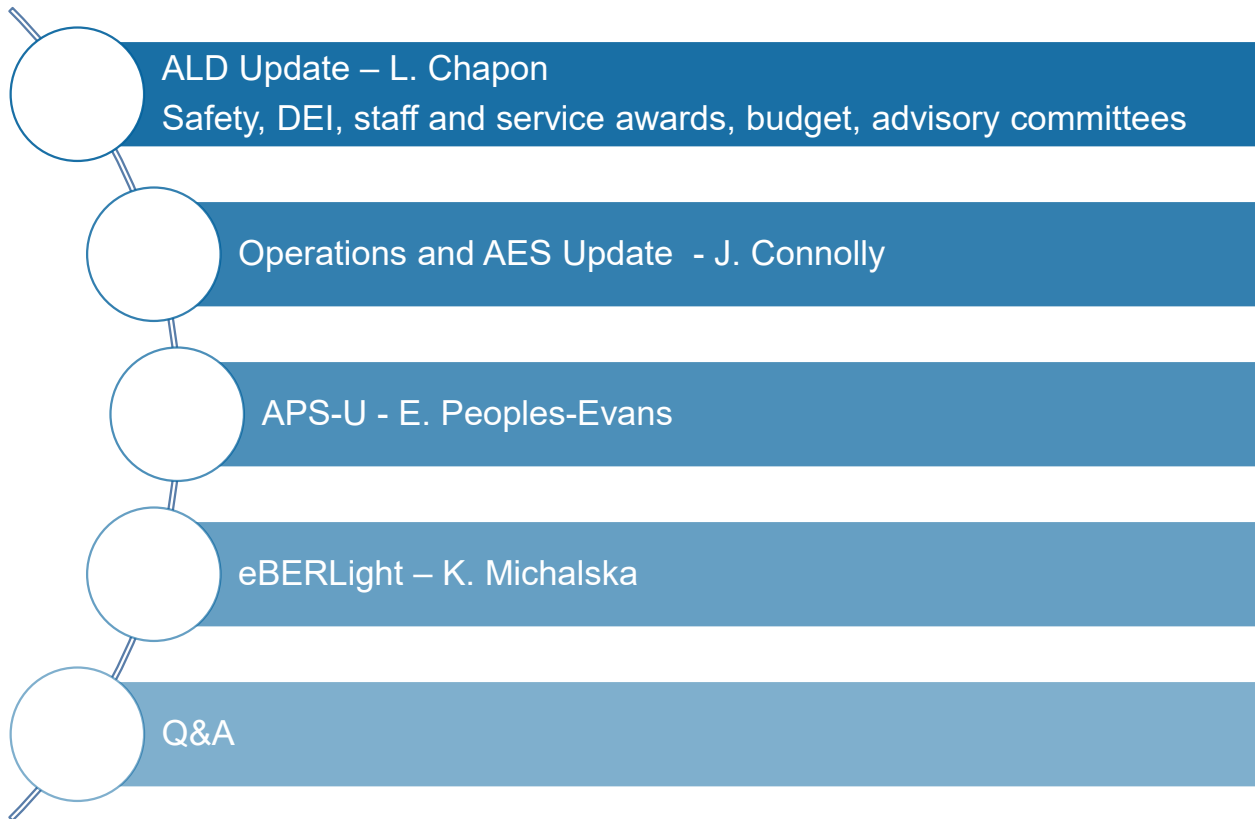 ALD Update – L. Chapon
Safety, DEI, staff and service awards, budget, advisory committees
Operations and AES Update  - J. Connolly
APS-U - E. Peoples-Evans
eBERLight – K. Michalska
Q&A